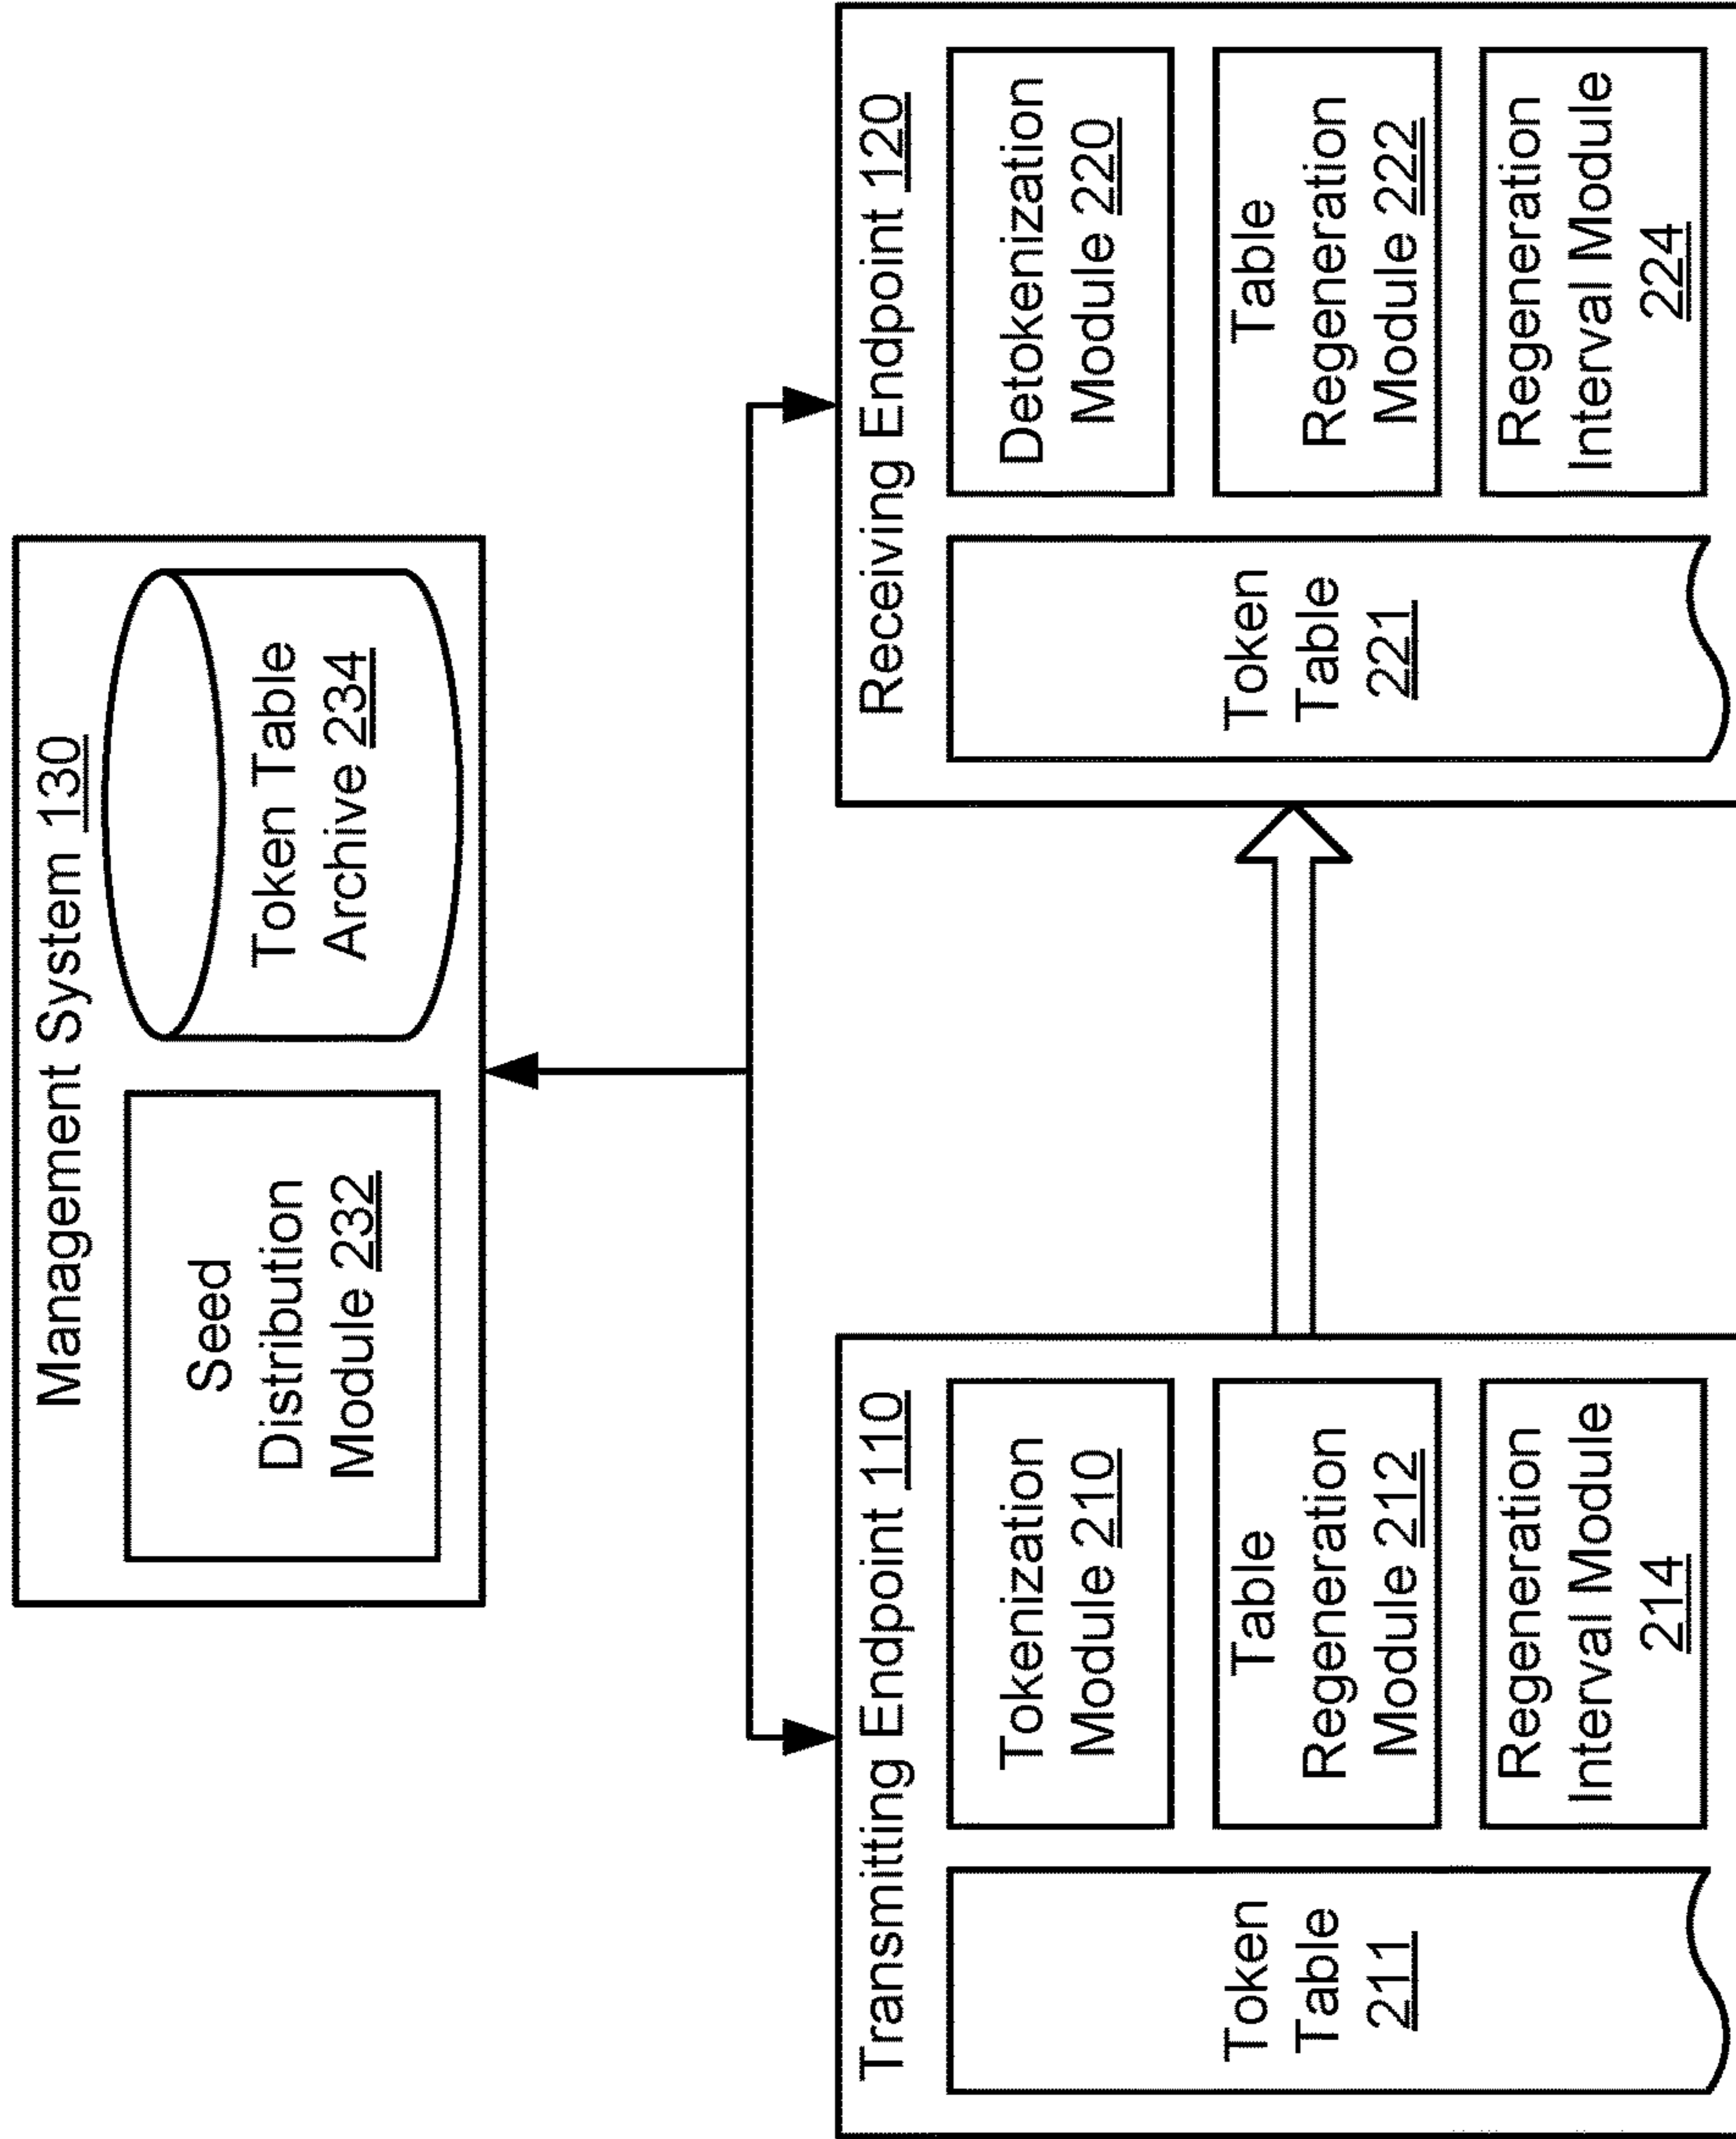 Management System 130
Seed
Distribution
Module 232
Token Table
Archive 234
Transmitting Endpoint 110
Token
Table
211
Tokenization
Module 210
Table
Regeneration
Module 212
Regeneration
Interval Module
214
Receiving Endpoint 120
Token
Table
221
Detokenization
Module 220
Table
Regeneration
Module 222
Regeneration
Interval Module
224